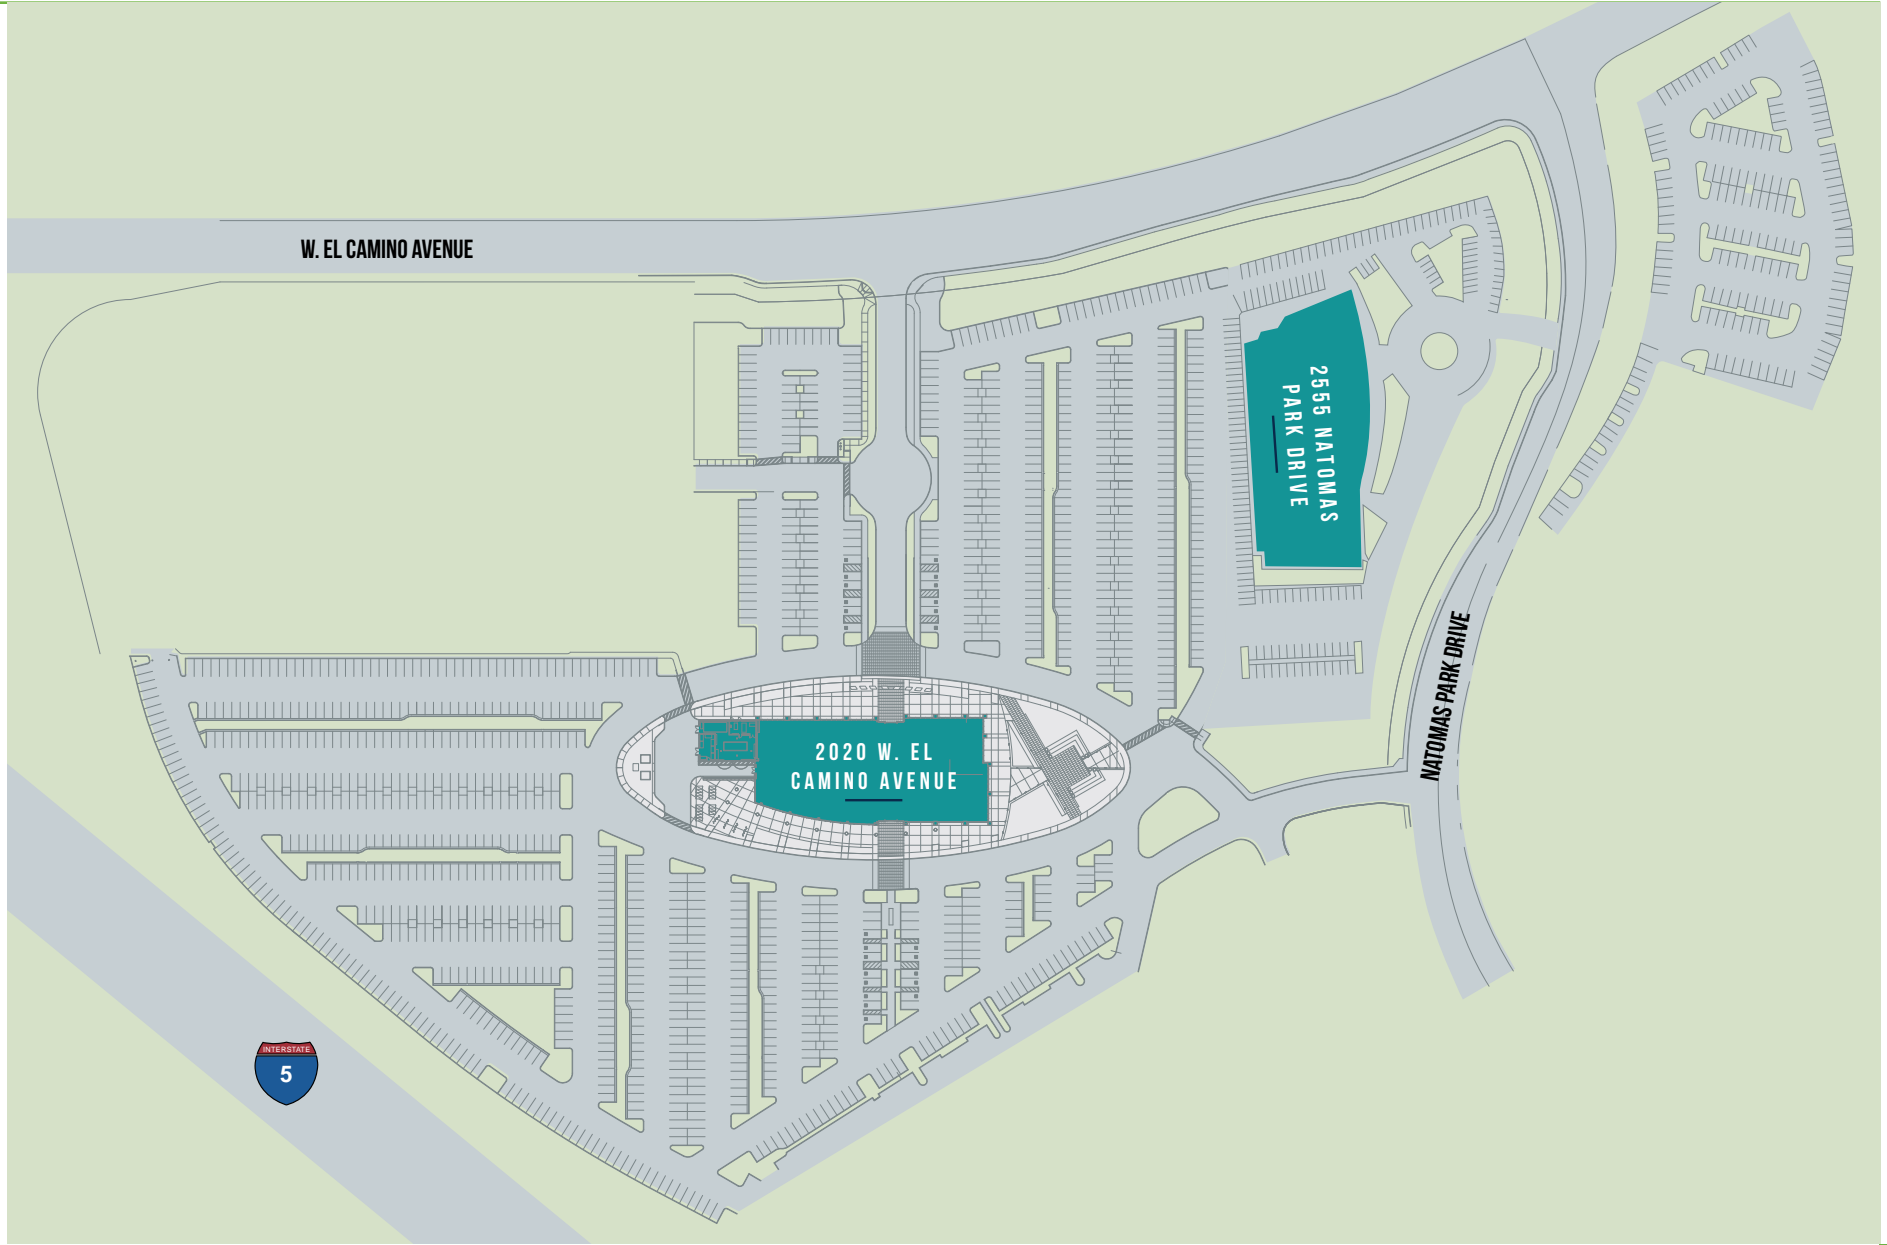 W. EL CAMINO AVENUE
2555 NATOMAS
PARK DRIVE
NATOMAS PARK DRIVE
2020 W. EL
CAMINO AVENUE
INTERSTATE
5